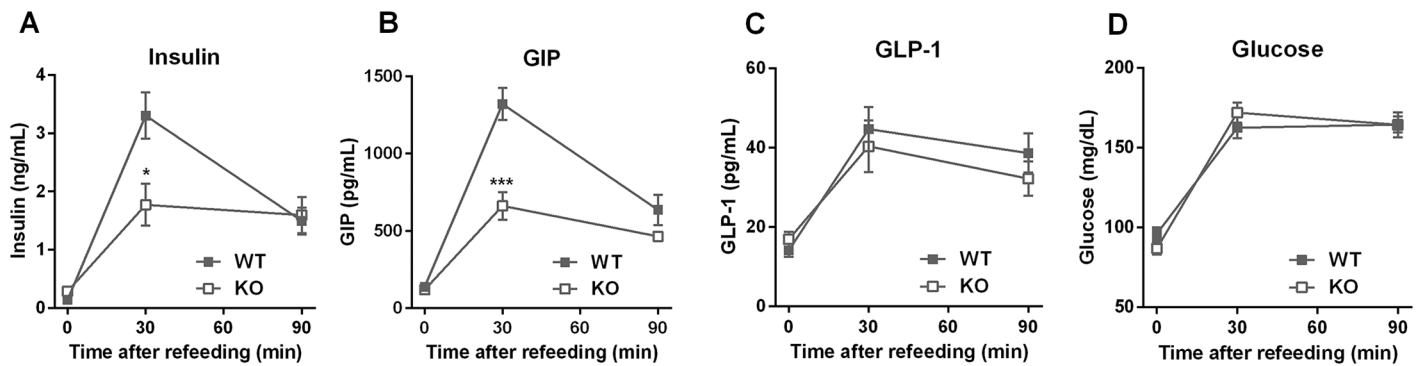 A
Insulin
Insulin (ng/mL)
4
3
2
1
0
*
WT
KO
0 30 60 90
Time after refeeding (min)
B
GIP
GIP (pg/mL)
1500
1000
500
0
***
WT
KO
0 30 60 90
Time after refeeding (min)
C
GLP-1
GLP-1 (pg/mL)
60
40
20
0
WT
KO
0 30 60 90
Time after refeeding (min)
D
Glucose
Glucose (mg/dL)
200
150
100
50
WT
KO
0 30 60 90
Time after refeeding (min)